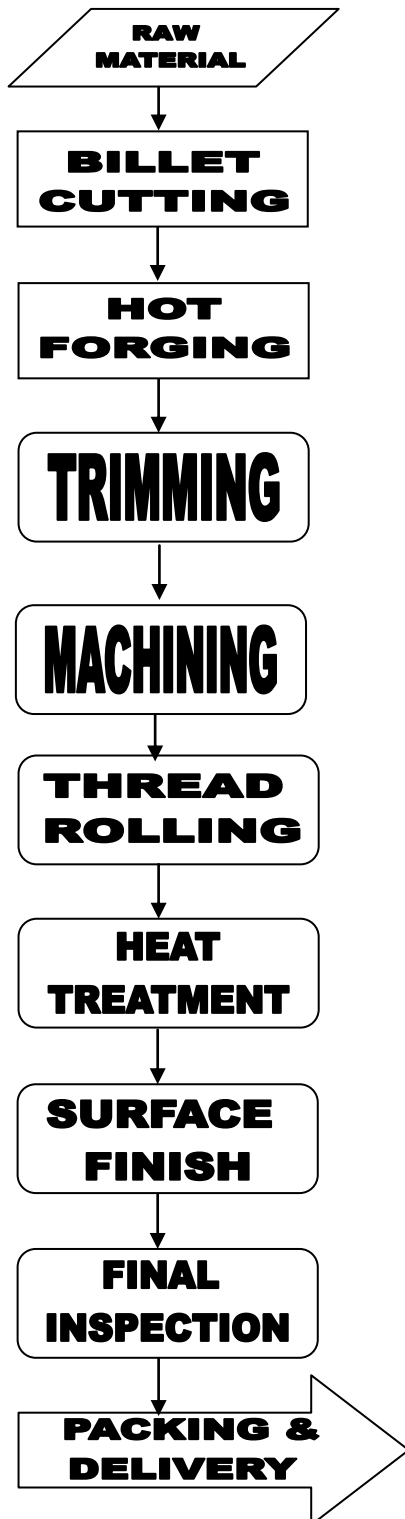 RAW
MATERIAL
BILLET
CUTTING
HOT
FORGING
TRIMMING
MACHINING
THREAD
ROLLING
HEAT
TREATMENT
SURFACE
FINISH
FINAL
INSPECTION
PACKING &
DELIVERY